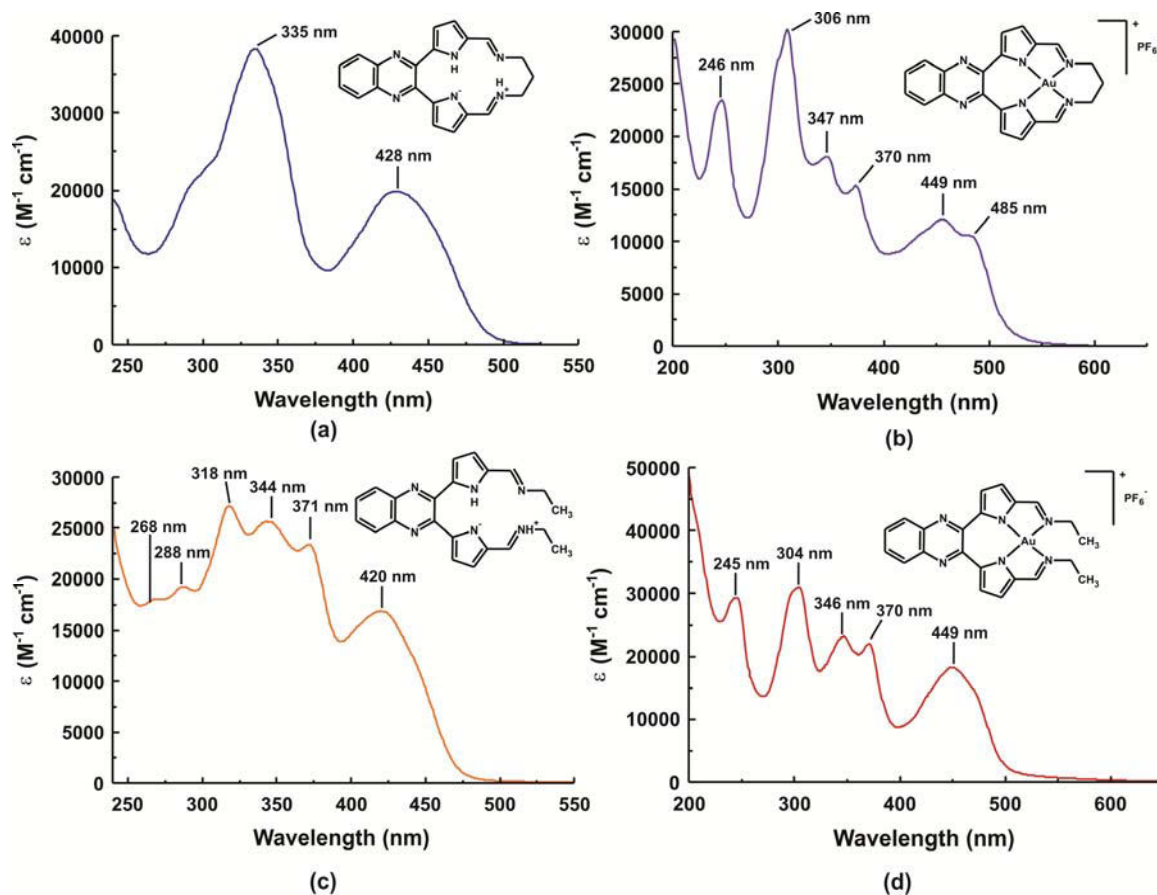 335 nm
428 nm
40000
30000
20000
10000
0
250 300 350 400 450 500 550
ε (M⁻¹ cm⁻¹)
Wavelength (nm)
N
N
N
H
N
H
N⁻
N⁺
(a)
306 nm
246 nm
347 nm
370 nm
449 nm
485 nm
30000
25000
20000
15000
10000
5000
0
200 300 400 500 600
ε (M⁻¹ cm⁻¹)
Wavelength (nm)
N
N
N
N
Au
N
N
+
PF₆
(b)
318 nm
344 nm
371 nm
268 nm
288 nm
420 nm
30000
25000
20000
15000
10000
5000
0
250 300 350 400 450 500 550
ε (M⁻¹ cm⁻¹)
Wavelength (nm)
N
N
N
H
N
CH₃
N⁻
NH⁺
CH₃
(c)
245 nm
304 nm
346 nm
370 nm
449 nm
50000
40000
30000
20000
10000
0
200 300 400 500 600
ε (M⁻¹ cm⁻¹)
Wavelength (nm)
N
N
N
N
Au
N
N
CH₃
CH₃
+
PF₆⁻
(d)